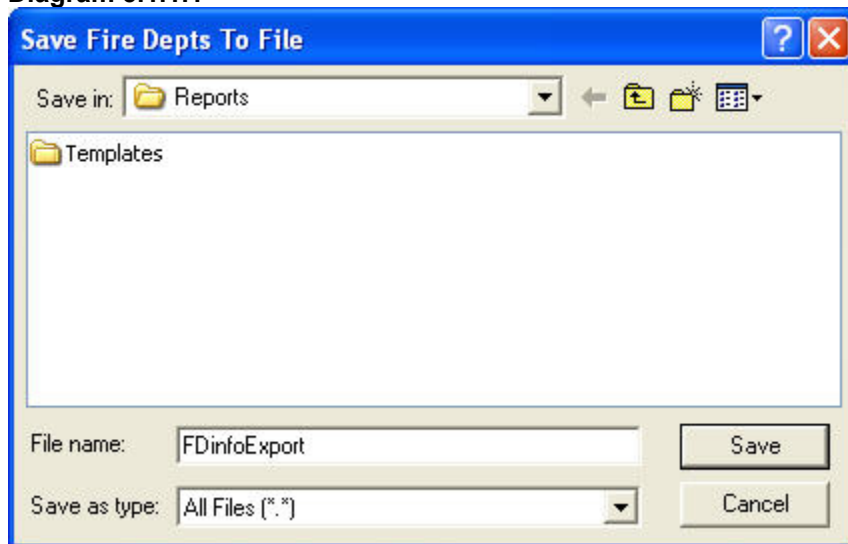 Save Fire Depts To File
Save in: Reports
Templates
File name: FDinfoExport Save
Save as type: All Files (*.*) Cancel